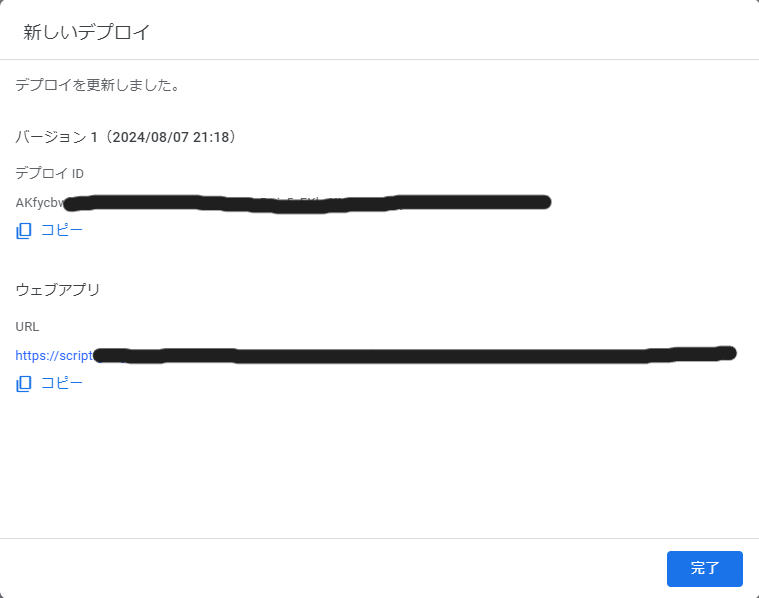 新しいデプロイ
デプロイを更新しました。
バージョン 1（2024/08/07 21:18）
デプロイ ID
AKfycbw
コピー
ウェブアプリ
URL
https://script
コピー
完了